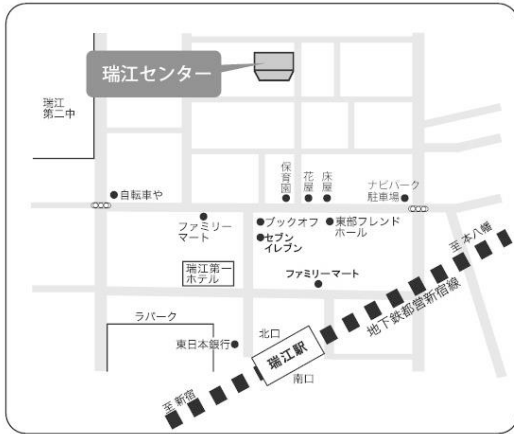 瑞江センター
瑞江
第二中
保育園
花屋
床屋
ナビパーク
駐車場
自転車や
ファミリー
マート
ブックオフ
セブン
イレブン
東部フレンド
ホール
至 本八幡
瑞江第一
ホテル
ファミリーマート
地下鉄都営新宿線
ラパーク
北口
東日本銀行
瑞江駅
南口
至 新宿